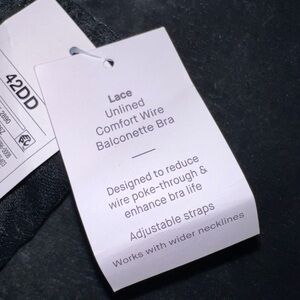 42DD
Lace
Unlined
Comfort Wire
Balconette Bra
Designed to reduce
wire poke-through &
enhance bra life
Adjustable straps
Works with wider necklines